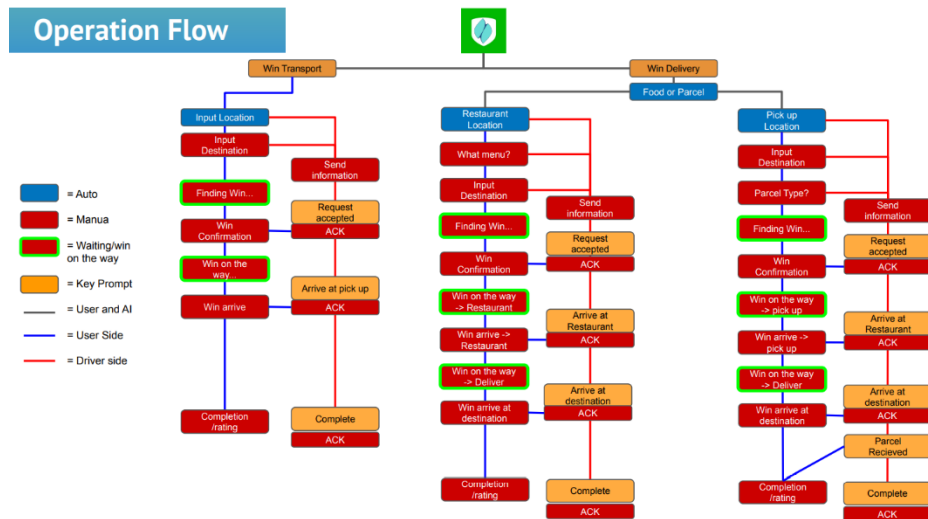 Operation Flow
Win Transport
Win Delivery
Food or Parcel
Input Location
Input
Destination
Send
information
Finding Win...
Request
accepted
Win
Confirmation
ACK
Win on the
way...
Arrive at pick up
Win arrive
ACK
Completion
/rating
Complete
ACK
Restaurant
Location
What menu?
Input
Destination
Send
information
Finding Win...
Request
accepted
Win
Confirmation
ACK
Win on the way
-> Restaurant
Arrive at
Restaurant
Win arrive ->
Restaurant
ACK
Win on the way
-> Deliver
Arrive at
destination
Win arrive at
destination
ACK
Completion
/rating
Complete
ACK
Pick up
Location
Input
Destination
Parcel Type?
Send
information
Finding Win...
Request
accepted
Win
Confirmation
ACK
Win on the way
-> pick up
Arrive at
Restaurant
Win arrive ->
pick up
ACK
Win on the way
-> Deliver
Arrive at
destination
Win arrive at
destination
ACK
Parcel
Recieved
Completion
/rating
Complete
ACK
= Auto
= Manua
= Waiting/win
on the way
= Key Prompt
= User and AI
= User Side
= Driver side